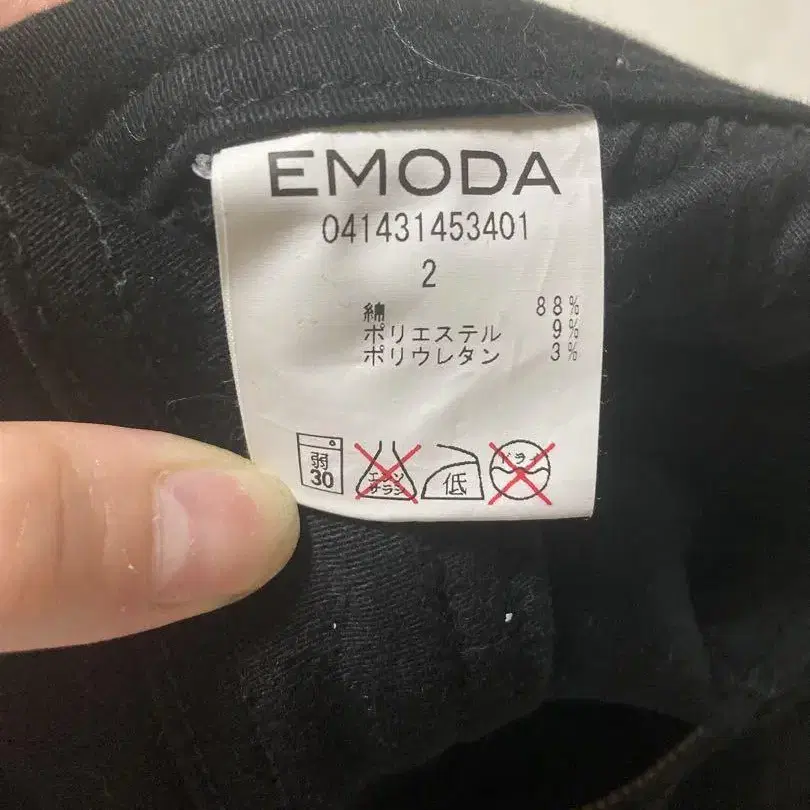 EMODA
041431453401
2
綿 88%
ポリエステル 9%
ポリウレタン 3%
弱
30
エンソ
サラシ
低
ドライ